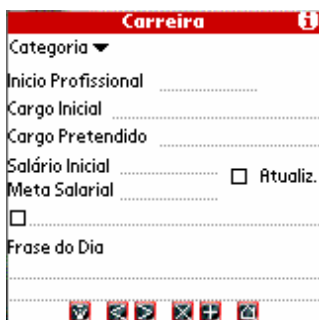 Carreira
Categoria
Inicio Profissional
Cargo Inicial
Cargo Pretendido
Salário Inicial
Atualiz.
Meta Salarial
Frase do Dia